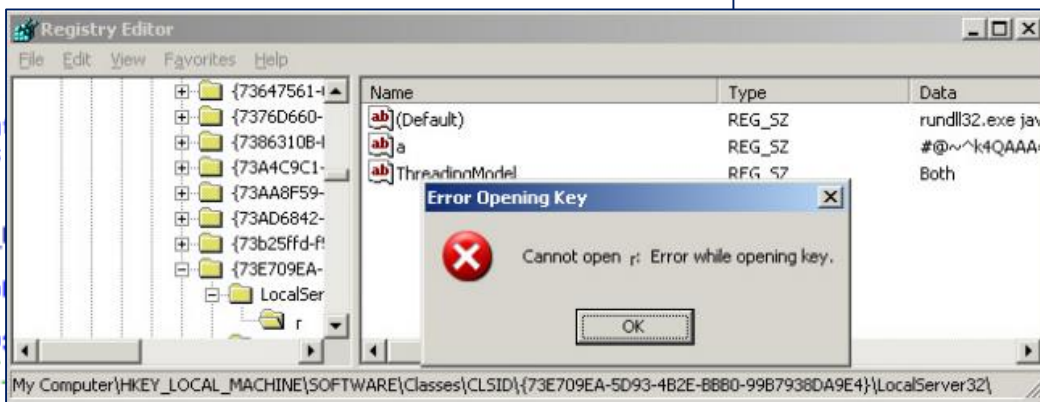 Registry Editor
File Edit View Favorites Help
{73647561-
{7376D660-
{7386310B-
{73A4C9C1-
{73AA8F59-
{73AD6842-
{73b25ffd-f
{73E709EA-
LocalSer
r
Name Type Data
(Default) REG_SZ rundll32.exe jav
a REG_SZ #@~^k4QAAA
ThreadingModel REG_SZ Both
Error Opening Key
Cannot open r: Error while opening key.
OK
My Computer\HKEY_LOCAL_MACHINE\SOFTWARE\Classes\CLSID\{73E709EA-5D93-4B2E-BBB0-99B7938DA9E4}\LocalServer32\